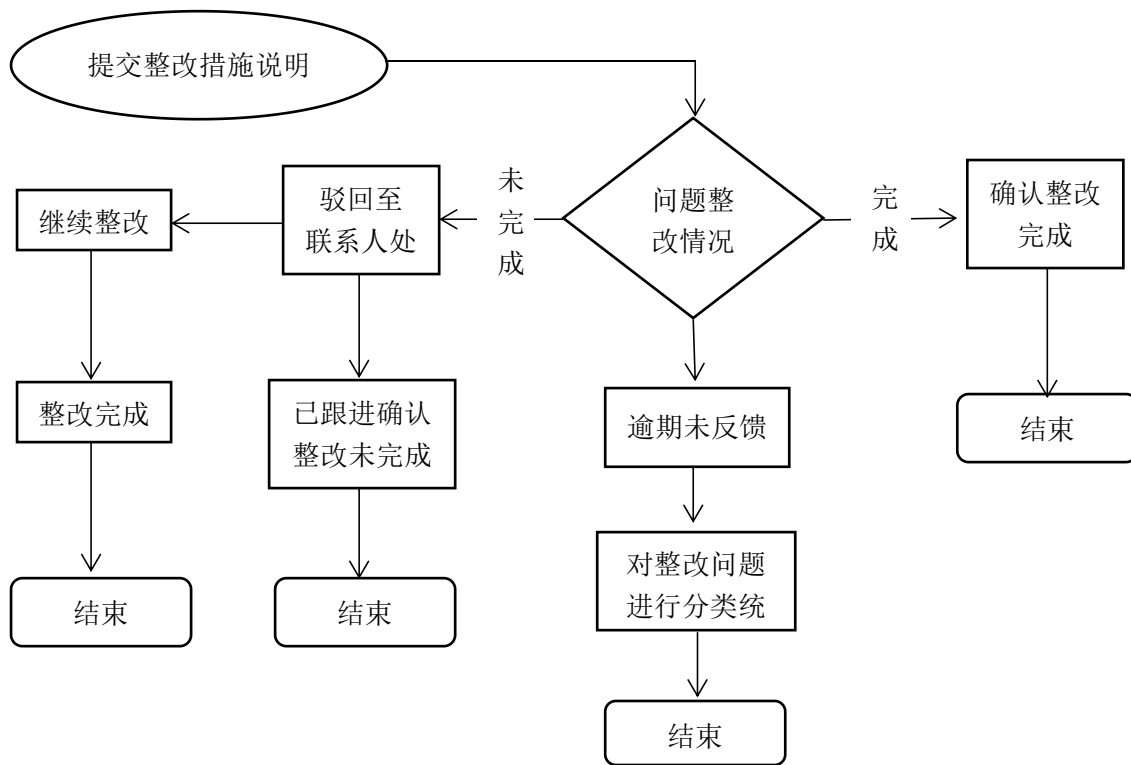 提交整改措施说明
问题整
改情况
未
完
成
完
成
驳回至
联系人处
继续整改
确认整改
完成
整改完成
已跟进确认
整改未完成
逾期未反馈
结束
对整改问题
进行分类统
结束
结束
结束